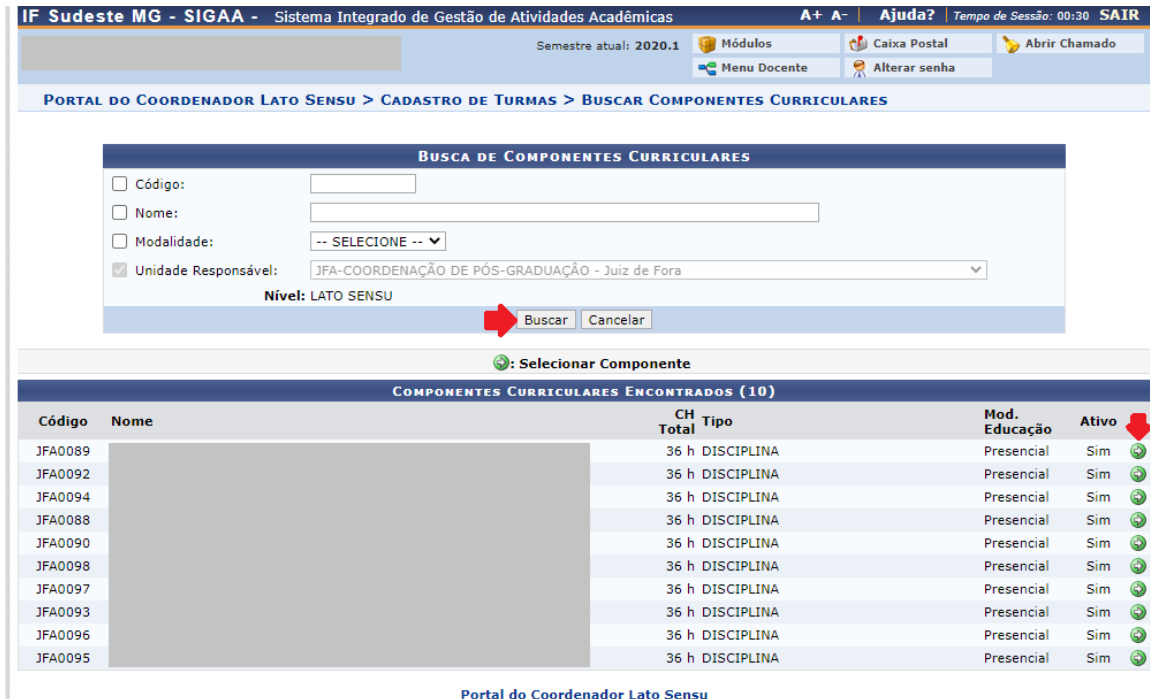 IF Sudeste MG - SIGAA - Sistema Integrado de Gestão de Atividades Acadêmicas A+ A- Ajuda? Tempo de Sessão: 00:30 SAIR
Semestre atual: 2020.1 Módulos Caixa Postal Abrir Chamado
Menu Docente Alterar senha
Portal do Coordenador Lato Sensu > Cadastro de Turmas > Buscar Componentes Curriculares
Busca de Componentes Curriculares
Código:
Nome:
Modalidade: -- SELECIONE --
Unidade Responsável: JFA-COORDENAÇÃO DE PÓS-GRADUAÇÃO - Juiz de Fora
Nível: LATO SENSU
Buscar Cancelar
: Selecionar Componente
Componentes Curriculares Encontrados (10)
Código Nome CH Total Tipo Mod. Educação Ativo
JFA0089 36 h DISCIPLINA Presencial Sim
JFA0092 36 h DISCIPLINA Presencial Sim
JFA0094 36 h DISCIPLINA Presencial Sim
JFA0088 36 h DISCIPLINA Presencial Sim
JFA0090 36 h DISCIPLINA Presencial Sim
JFA0098 36 h DISCIPLINA Presencial Sim
JFA0097 36 h DISCIPLINA Presencial Sim
JFA0093 36 h DISCIPLINA Presencial Sim
JFA0096 36 h DISCIPLINA Presencial Sim
JFA0095 36 h DISCIPLINA Presencial Sim
Portal do Coordenador Lato Sensu